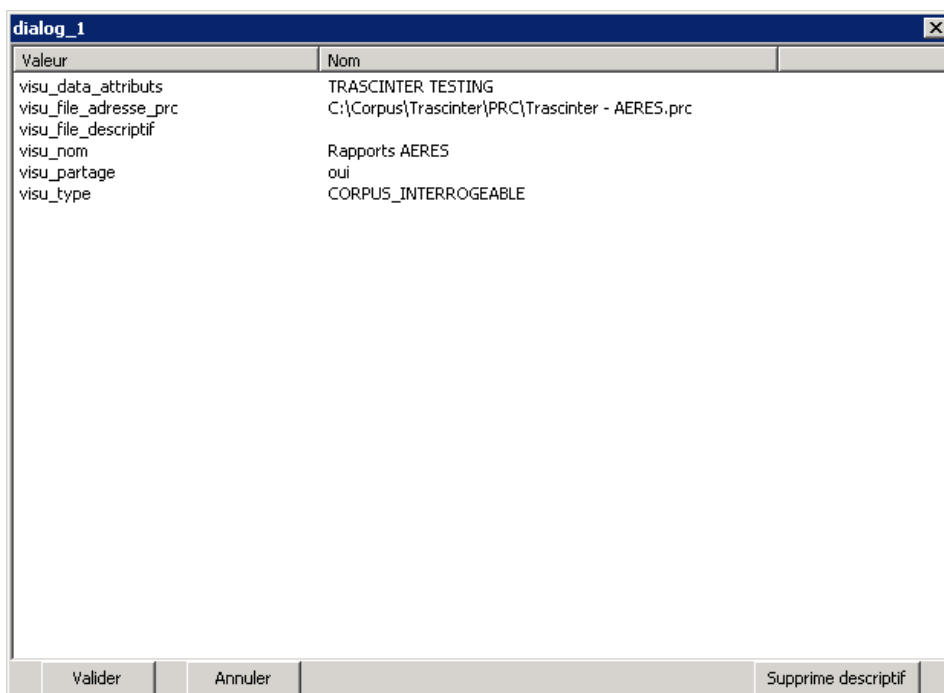 dialog_1
Valeur Nom
visu_data_attributs TRASCINTER TESTING
visu_file_adresse_prc C:\Corpus\Trascinter\PRC\Trascinter - AERES.prc
visu_file_descriptif
visu_nom Rapports AERES
visu_partage oui
visu_type CORPUS_INTERROGEABLE
Valider Annuler Supprime descriptif